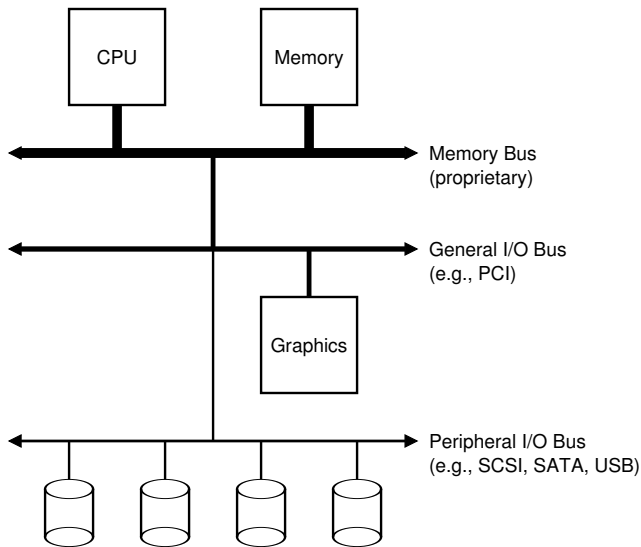 CPU
Memory
Memory Bus
(proprietary)
General I/O Bus
(e.g., PCI)
Graphics
Peripheral I/O Bus
(e.g., SCSI, SATA, USB)